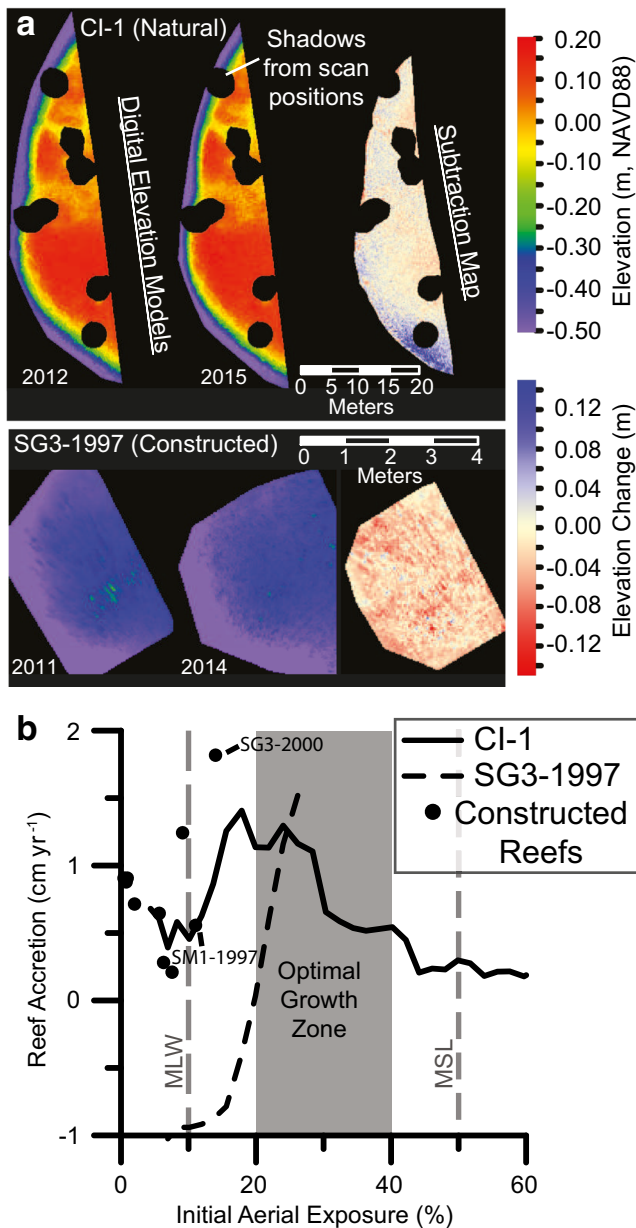 a
CI-1 (Natural)
Shadows
from scan
positions
Digital Elevation Models
Subtraction Map
2012
2015
0 5 10 15 20
Meters
0.20
0.00
-0.10
-0.20
-0.30
-0.40
-0.50
Elevation (m, NAVD88)
SG3-1997 (Constructed)
0 1 2 3 4
Meters
2011
2014
0.12
0.08
0.04
0.00
-0.04
-0.08
-0.12
Elevation Change (m)
b
2
1
0
-1
Reef Accretion (cm yr-1)
SG3-2000
SM1-1997
MLW
Optimal
Growth
Zone
MSL
CI-1
SG3-1997
Constructed
Reefs
0 20 40 60
Initial Aerial Exposure (%)